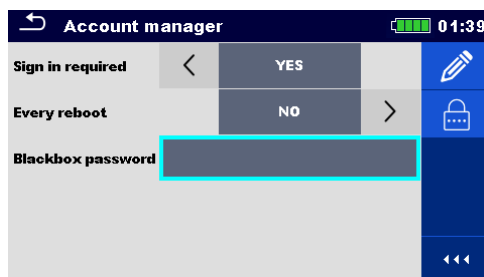 Account manager 01:39
Sign in required YES
Every reboot NO
Blackbox password